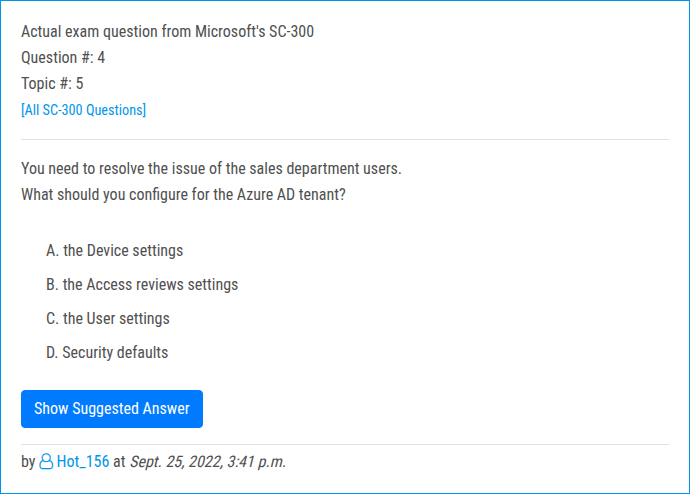 Actual exam question from Microsoft's SC-300
Question #: 4
Topic #: 5
[All SC-300 Questions]
You need to resolve the issue of the sales department users.
What should you configure for the Azure AD tenant?
A. the Device settings
B. the Access reviews settings
C. the User settings
D. Security defaults
Show Suggested Answer
by Hot_156 at Sept. 25, 2022, 3:41 p.m.